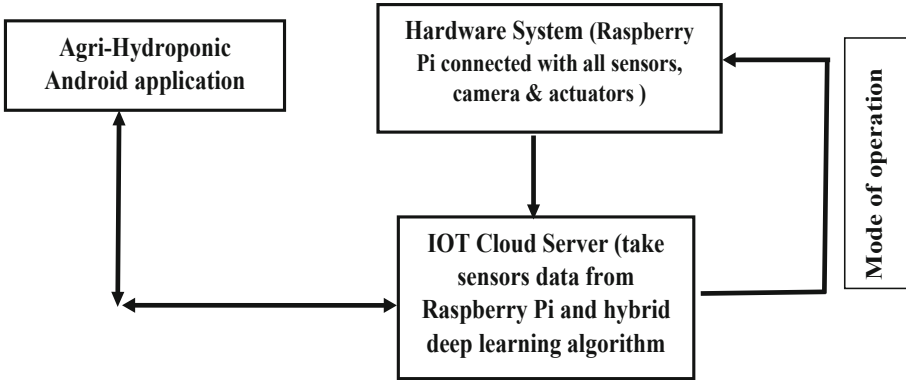 Agri-Hydroponic
Android application
Hardware System (Raspberry
Pi connected with all sensors,
camera & actuators )
Mode of operation
IOT Cloud Server (take
sensors data from
Raspberry Pi and hybrid
deep learning algorithm